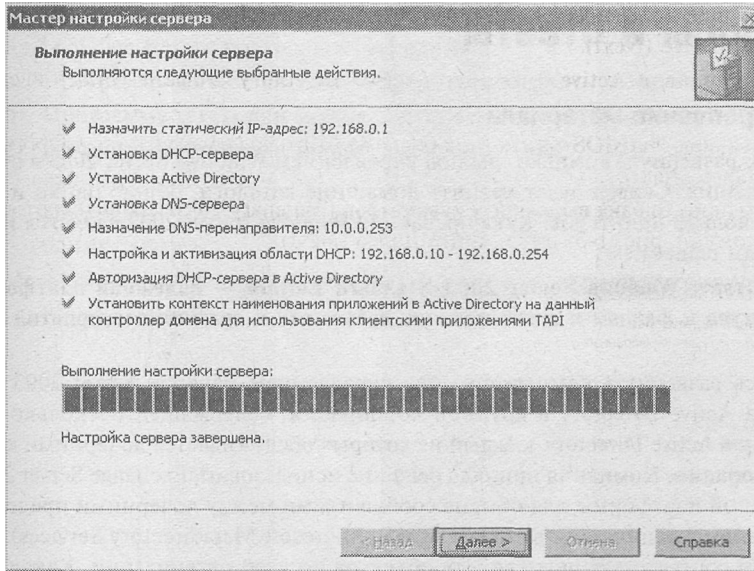 Мастер настройки сервера
Выполнение настройки сервера
Выполняются следующие выбранные действия.
Назначить статический IP-адрес: 192.168.0.1
Установка DHCP-сервера
Установка Active Directory
Установка DNS-сервера
Назначение DNS-перенаправителя: 10.0.0.253
Настройка и активизация области DHCP: 192.168.0.10 - 192.168.0.254
Авторизация DHCP-сервера в Active Directory
Установить контекст наименования приложений в Active Directory на данный
контроллер домена для использования клиентскими приложениями TAPI
Выполнение настройки сервера:
Настройка сервера завершена.
< Назад
Далее >
Отмена
Справка